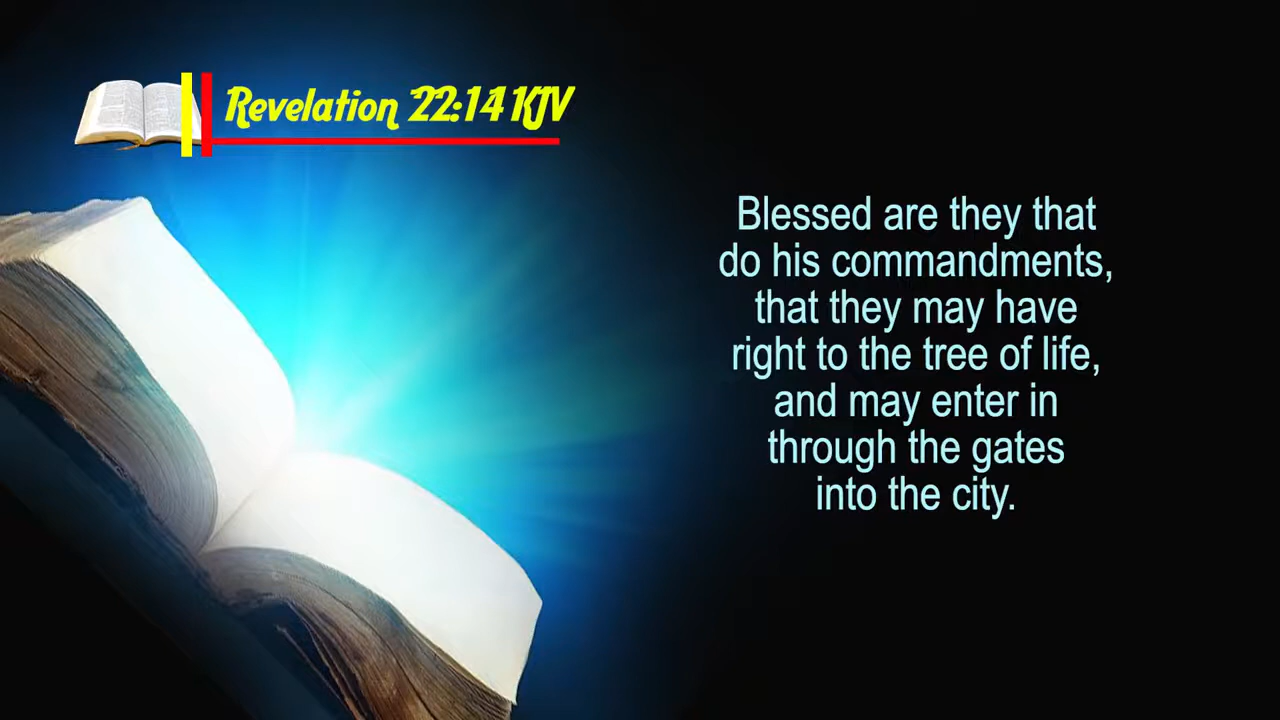 Revelation 22:14 KJV
Blessed are they that
do his commandments,
that they may have
right to the tree of life,
and may enter in
through the gates
into the city.